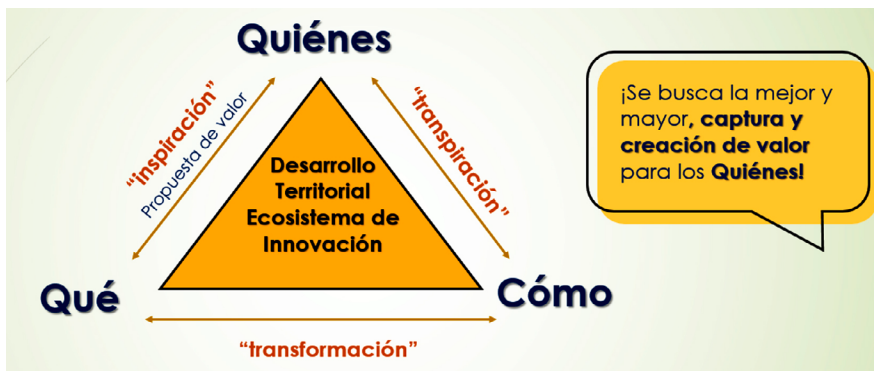 Quiénes
“inspiración”
Propuesta de valor
“transpiración”
Desarrollo
Territorial
Ecosistema de
Innovación
Qué
Cómo
“transformación”
¡Se busca la mejor y
mayor, captura y
creación de valor
para los Quiénes!